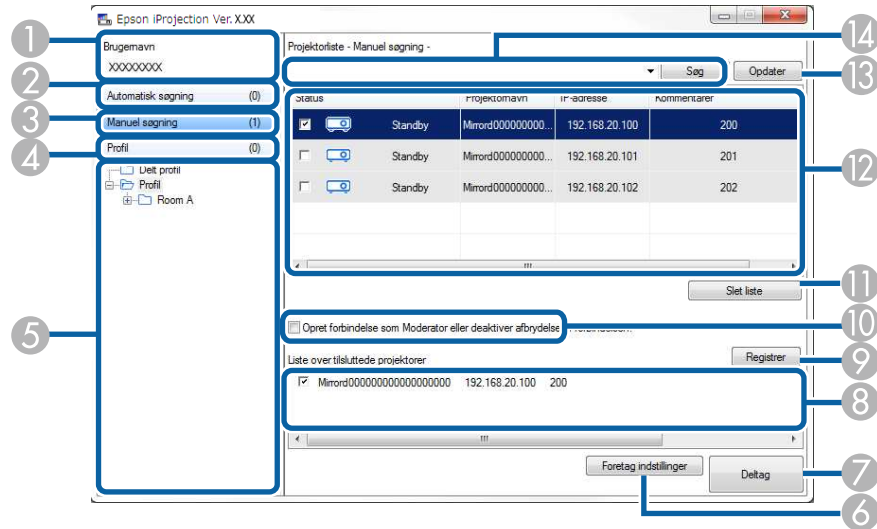 Epson iProjection Ver. X.XX
1
Brugernavn
XXXXXXXX
2
Automatisk søgning (0)
3
Manuel søgning (1)
4
Profil (0)
5
Delt profil
Profil
Room A
Projektorliste - Manuel søgning -
14
Søg
Opdater
13
Status Projektornavn IP-adresse Kommentarer
Standby Mirrord000000000... 192.168.20.100 200
Standby Mirrord000000000... 192.168.20.101 201
Standby Mirrord000000000... 192.168.20.102 202
12
Slet liste
11
Opret forbindelse som Moderator eller deaktiver afbrydelse
10
Liste over tilsluttede projektorer
Registrer
9
Mirrord00000000000000000 192.168.20.100 200
8
Foretag indstillinger
Deltag
7
6